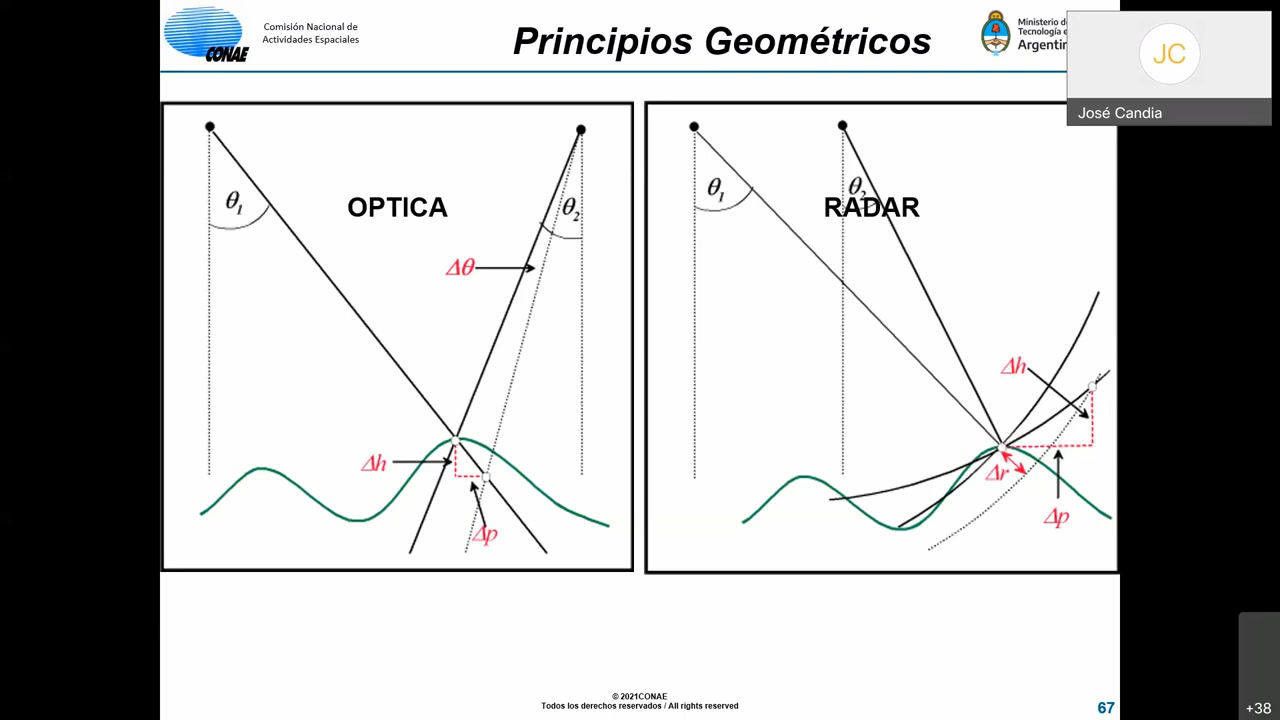 Comisión Nacional de
Actividades Espaciales
CONAE
Principios Geométricos
Ministerio de
Tecnología e
Argentin
JC
José Candia
θ1
OPTICA
θ2
Δθ
Δh
Δp
θ1
θ2
RADAR
Δh
Δr
Δp
© 2021CONAE
Todos los derechos reservados / All rights reserved
67
+38